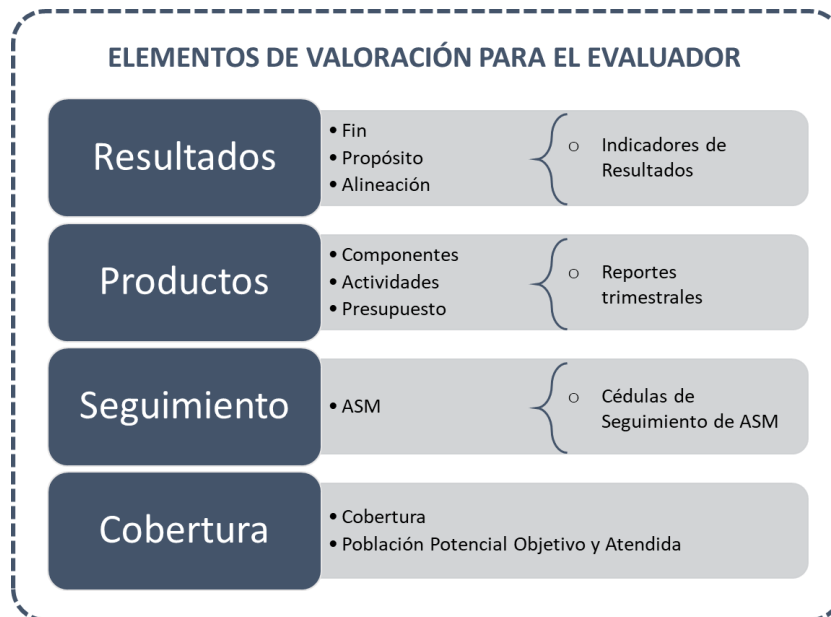 ELEMENTOS DE VALORACIÓN PARA EL EVALUADOR
Resultados
• Fin
• Propósito
• Alineación
○ Indicadores de
Resultados
Productos
• Componentes
• Actividades
• Presupuesto
○ Reportes
trimestrales
Seguimiento
• ASM
○ Cédulas de
Seguimiento de ASM
Cobertura
• Cobertura
• Población Potencial Objetivo y Atendida